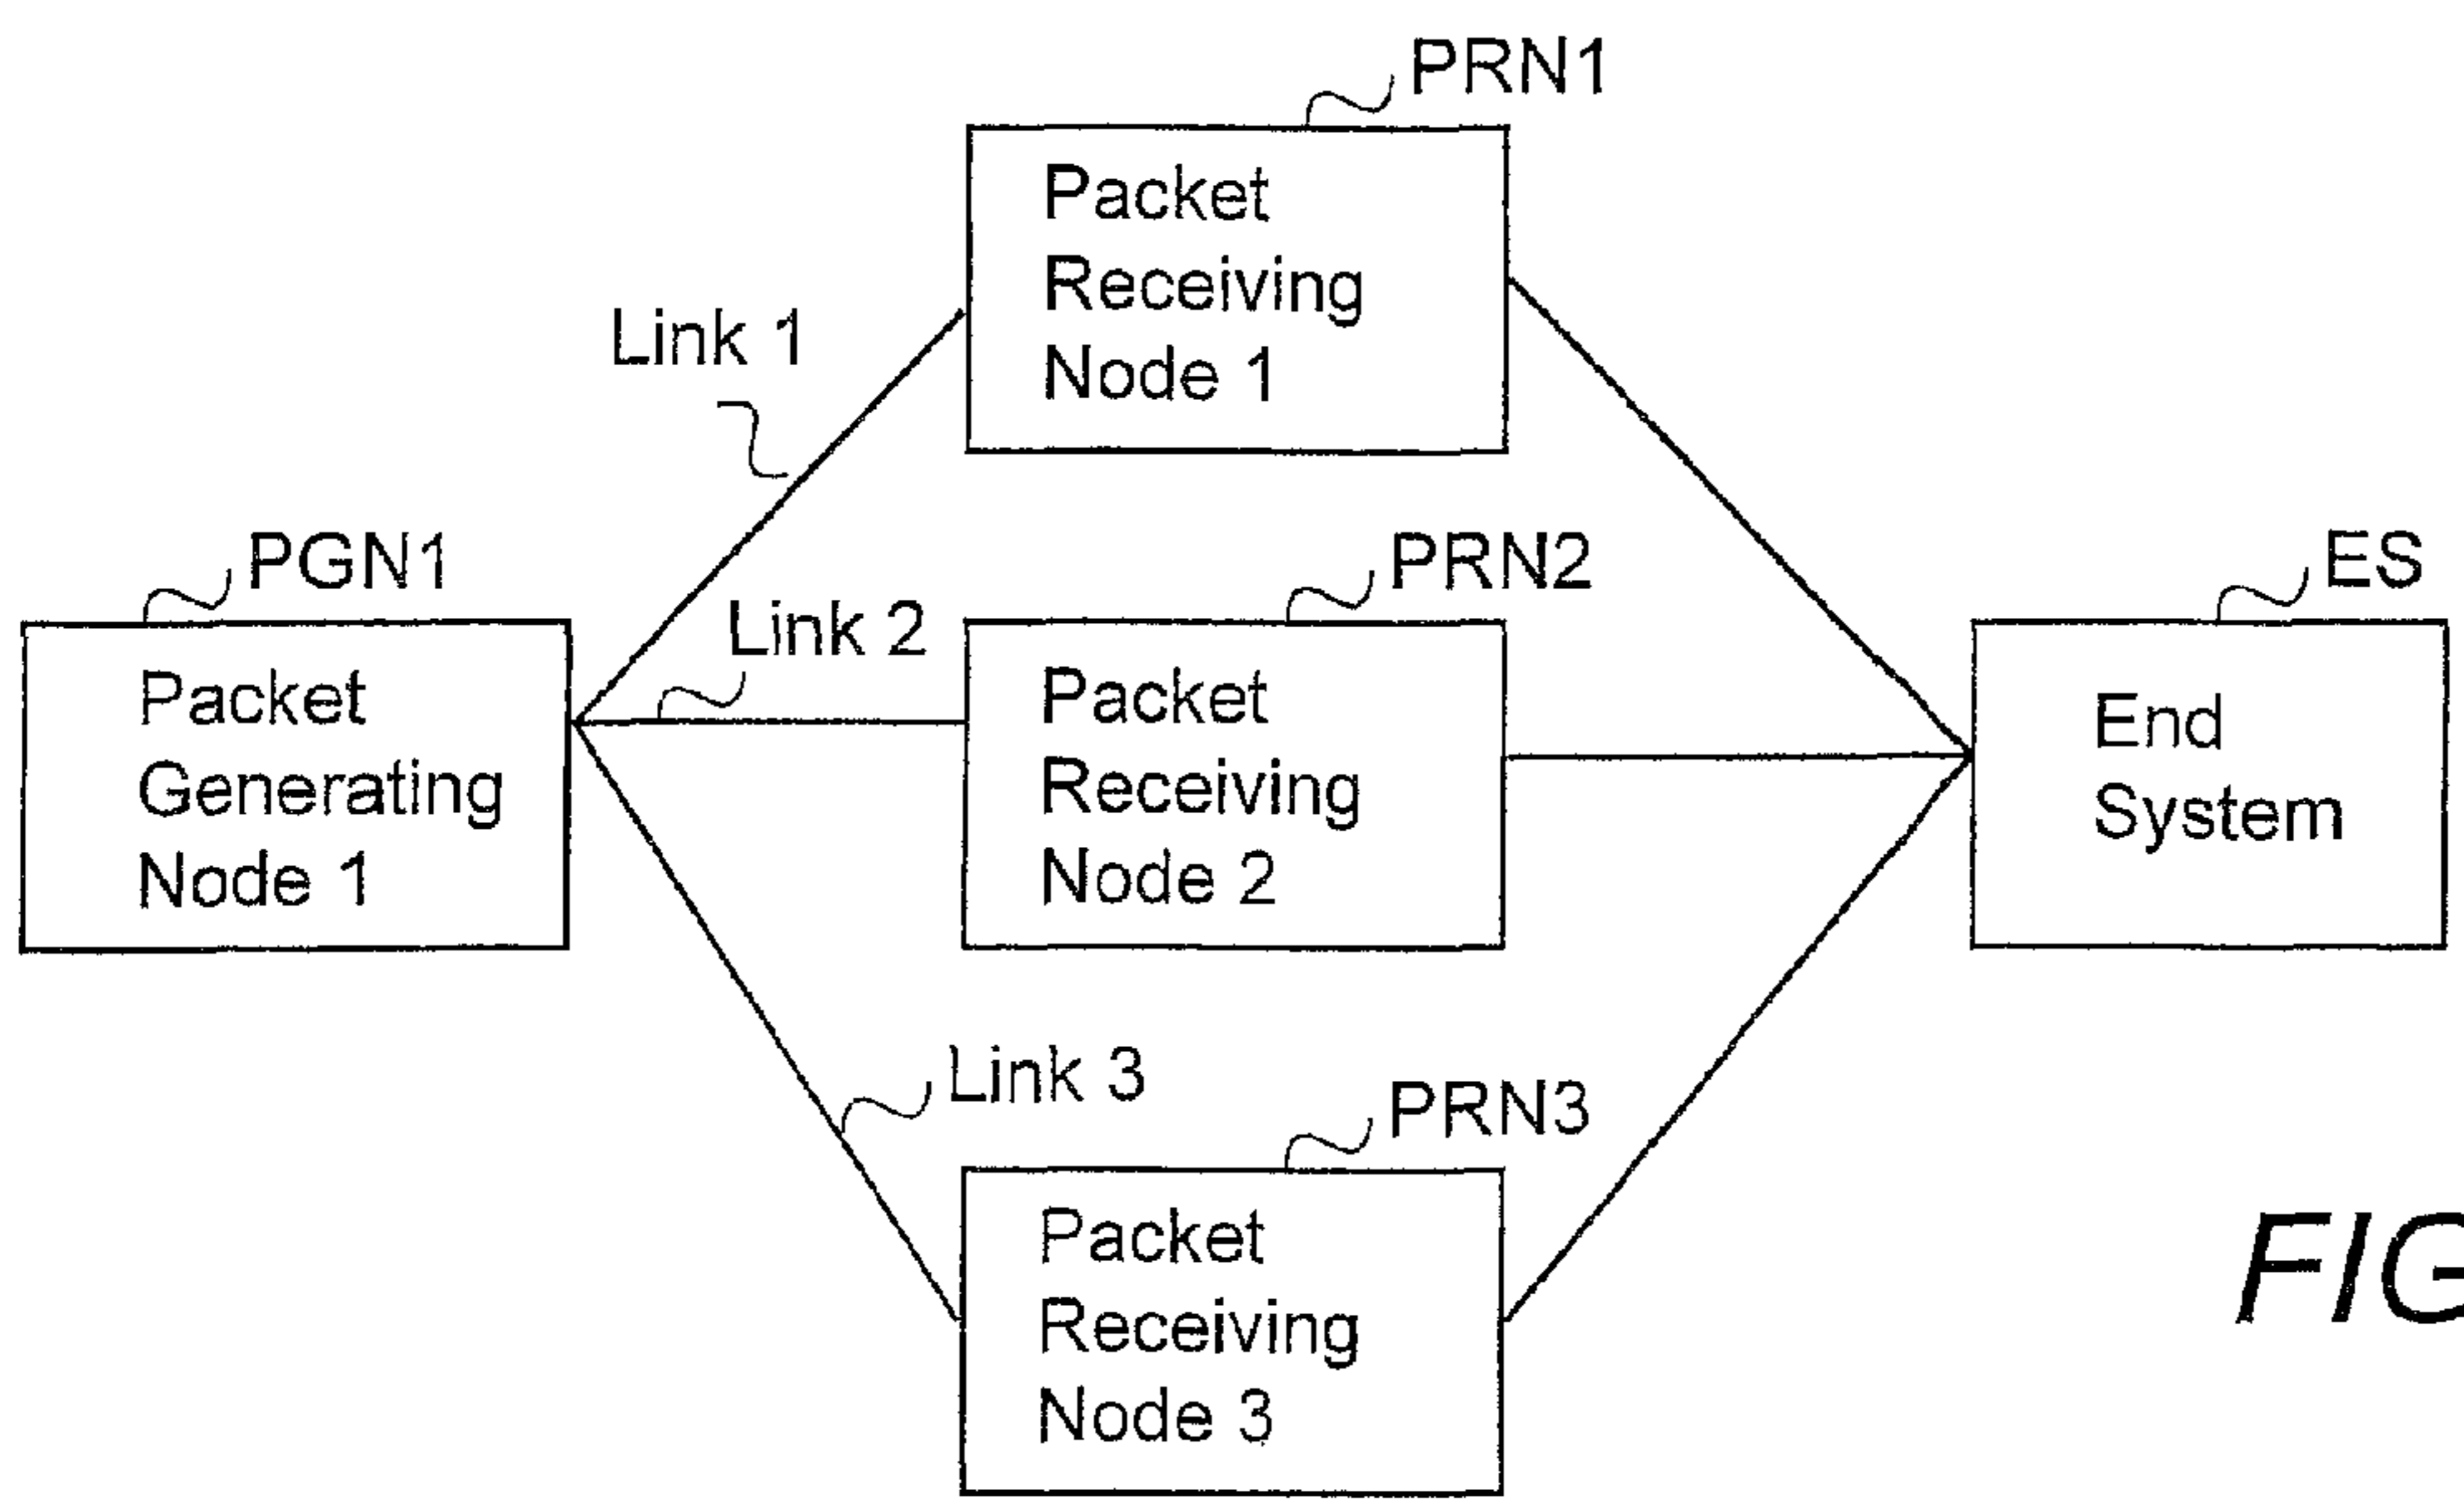 PRN1
Packet
Receiving
Node 1
Link 1
PGN1
Packet
Generating
Node 1
Link 2
PRN2
Packet
Receiving
Node 2
ES
End
System
Link 3
PRN3
Packet
Receiving
Node 3
FIG